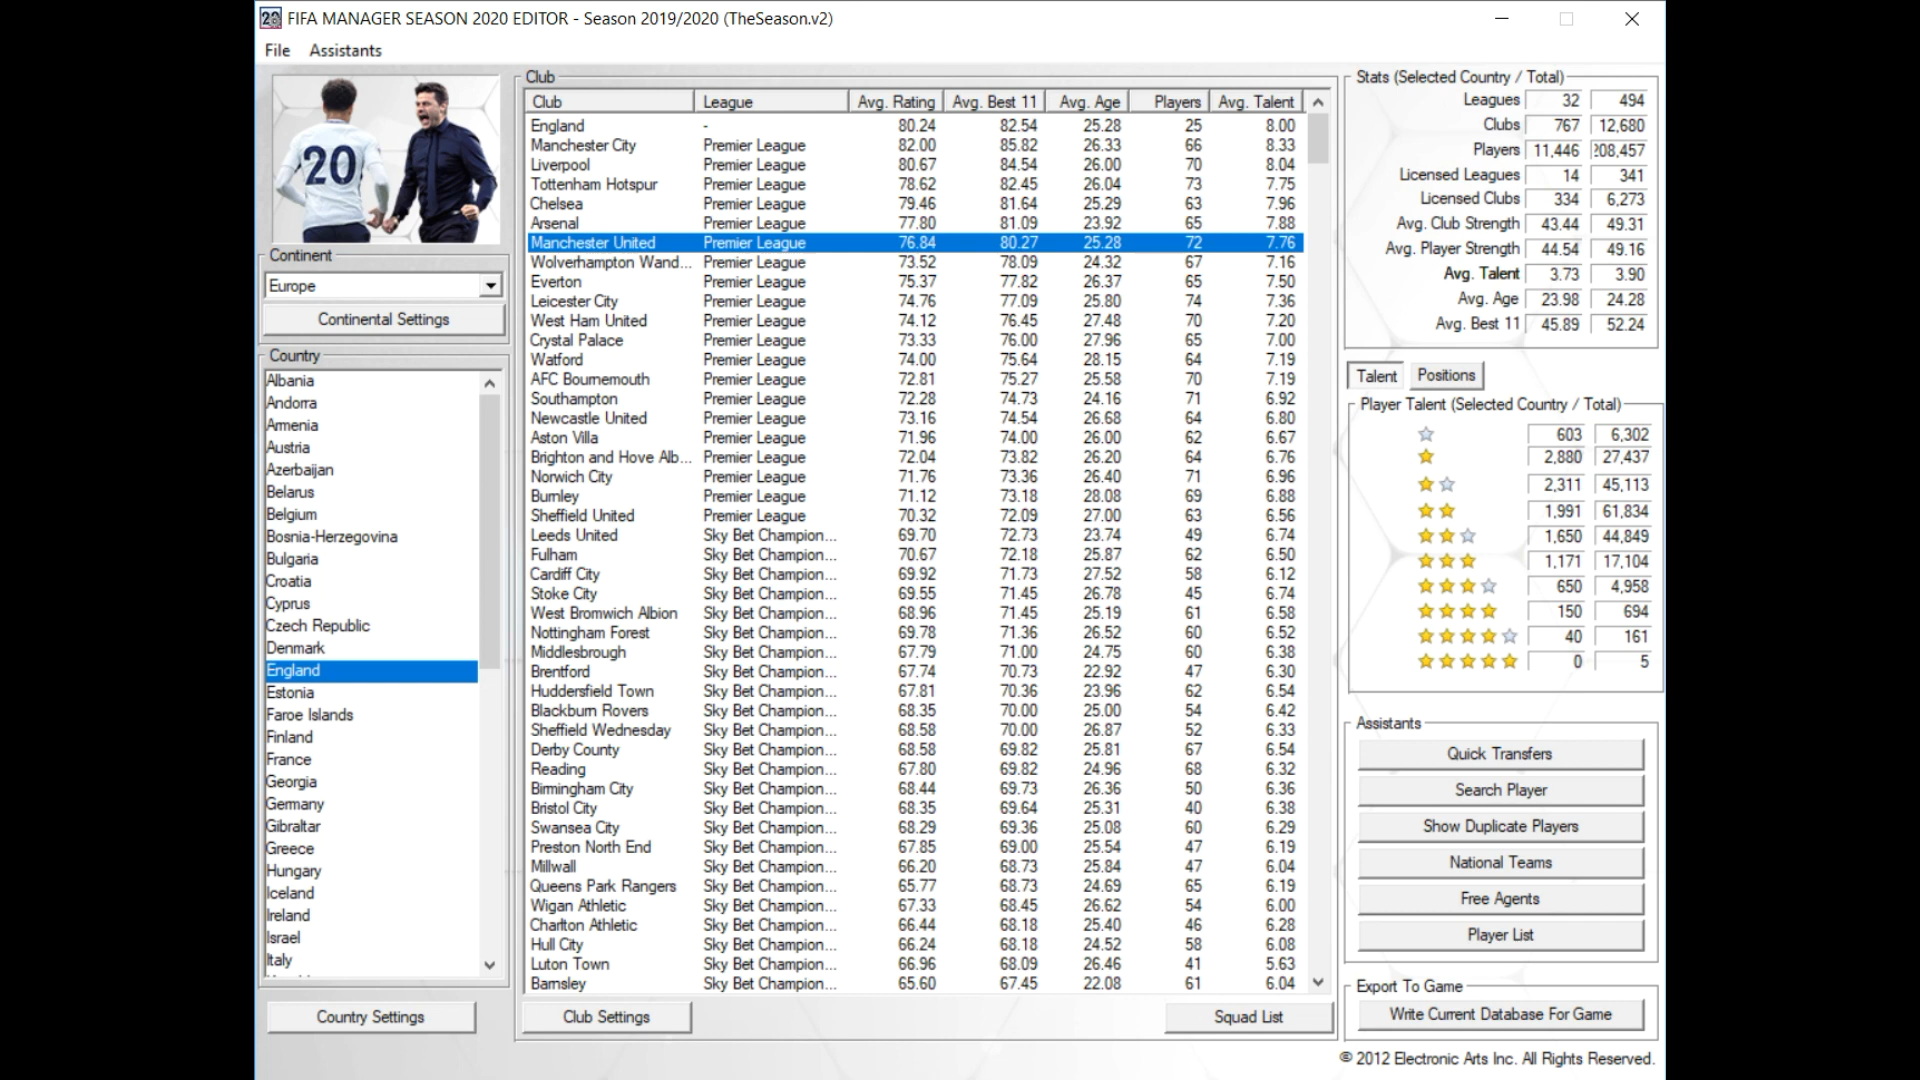 FIFA MANAGER SEASON 2020 EDITOR - Season 2019/2020 (TheSeason.v2)
File Assistants
20
Continent
Europe
Continental Settings
Country
Albania
Andorra
Armenia
Austria
Azerbaijan
Belarus
Belgium
Bosnia-Herzegovina
Bulgaria
Croatia
Cyprus
Czech Republic
Denmark
England
Estonia
Faroe Islands
Finland
France
Georgia
Germany
Gibraltar
Greece
Hungary
Iceland
Ireland
Israel
Italy
Country Settings
Club
Club League Avg. Rating Avg. Best 11 Avg. Age Players Avg. Talent
England - 80.24 82.54 25.28 25 8.00
Manchester City Premier League 82.00 85.82 26.33 66 8.33
Liverpool Premier League 80.67 84.54 26.00 70 8.04
Tottenham Hotspur Premier League 78.62 82.45 26.04 73 7.75
Chelsea Premier League 79.46 81.64 25.29 63 7.96
Arsenal Premier League 77.80 81.09 23.92 65 7.88
Manchester United Premier League 76.84 80.27 25.28 72 7.76
Wolverhampton Wand... Premier League 73.52 78.09 24.32 67 7.16
Everton Premier League 75.37 77.82 26.37 65 7.50
Leicester City Premier League 74.76 77.09 25.80 74 7.36
West Ham United Premier League 74.12 76.45 27.48 70 7.20
Crystal Palace Premier League 73.33 76.00 27.96 65 7.00
Watford Premier League 74.00 75.64 28.15 64 7.19
AFC Bournemouth Premier League 72.81 75.27 25.58 70 7.19
Southampton Premier League 72.28 74.73 24.16 71 6.92
Newcastle United Premier League 73.16 74.54 26.68 64 6.80
Aston Villa Premier League 71.96 74.00 26.00 62 6.67
Brighton and Hove Alb... Premier League 72.04 73.82 26.20 64 6.76
Norwich City Premier League 71.76 73.36 26.40 71 6.96
Burnley Premier League 71.12 73.18 28.08 69 6.88
Sheffield United Premier League 70.32 72.09 27.00 63 6.56
Leeds United Sky Bet Champion... 69.70 72.73 23.74 49 6.74
Fulham Sky Bet Champion... 70.67 72.18 25.87 62 6.50
Cardiff City Sky Bet Champion... 69.92 71.73 27.52 58 6.12
Stoke City Sky Bet Champion... 69.55 71.45 26.78 45 6.74
West Bromwich Albion Sky Bet Champion... 68.96 71.45 25.19 61 6.58
Nottingham Forest Sky Bet Champion... 69.78 71.36 26.52 60 6.52
Middlesbrough Sky Bet Champion... 67.79 71.00 24.75 60 6.38
Brentford Sky Bet Champion... 67.74 70.73 22.92 47 6.30
Huddersfield Town Sky Bet Champion... 67.81 70.36 23.96 62 6.54
Blackburn Rovers Sky Bet Champion... 68.35 70.00 25.00 54 6.42
Sheffield Wednesday Sky Bet Champion... 68.58 70.00 26.87 52 6.33
Derby County Sky Bet Champion... 68.58 69.82 25.81 67 6.54
Reading Sky Bet Champion... 67.80 69.82 24.96 68 6.32
Birmingham City Sky Bet Champion... 68.44 69.73 26.36 50 6.36
Bristol City Sky Bet Champion... 68.35 69.64 25.31 40 6.38
Swansea City Sky Bet Champion... 68.29 69.36 25.08 60 6.29
Preston North End Sky Bet Champion... 67.85 69.00 25.54 47 6.19
Millwall Sky Bet Champion... 66.20 68.73 25.84 47 6.04
Queens Park Rangers Sky Bet Champion... 65.77 68.73 24.69 65 6.19
Wigan Athletic Sky Bet Champion... 67.33 68.45 26.62 54 6.00
Charlton Athletic Sky Bet Champion... 66.44 68.18 25.40 46 6.28
Hull City Sky Bet Champion... 66.24 68.18 24.52 58 6.08
Luton Town Sky Bet Champion... 66.96 68.09 26.46 41 5.63
Barnsley Sky Bet Champion... 65.60 67.45 22.08 61 6.04
Club Settings Squad List
Stats (Selected Country / Total)
Leagues 32 494
Clubs 767 12,680
Players 11,446 208,457
Licensed Leagues 14 341
Licensed Clubs 334 6,273
Avg. Club Strength 43.44 49.31
Avg. Player Strength 44.54 49.16
Avg. Talent 3.73 3.90
Avg. Age 23.98 24.28
Avg. Best 11 45.89 52.24
Talent Positions
Player Talent (Selected Country / Total)
603 6,302
2,880 27,437
2,311 45,113
1,991 61,834
1,650 44,849
1,171 17,104
650 4,958
150 694
40 161
0 5
Assistants
Quick Transfers
Search Player
Show Duplicate Players
National Teams
Free Agents
Player List
Export To Game
Write Current Database For Game
© 2012 Electronic Arts Inc. All Rights Reserved.